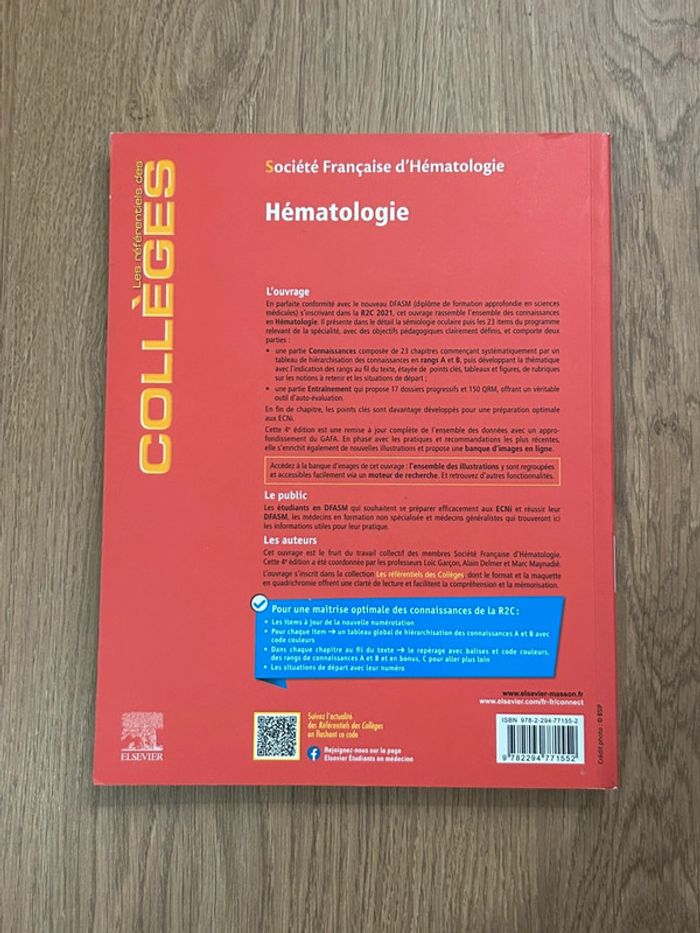 Les référentiels des
COLLÈGES
Société Française d'Hématologie
Hématologie
L'ouvrage
En parfaite conformité avec le nouveau DFASM (diplôme de formation approfondie en sciences
médicales) s'inscrivant dans la R2C 2021, cet ouvrage rassemble l'ensemble des connaissances
en Hématologie. Il présente dans le détail la sémiologie oculaire puis les 23 items du programme
relevant de la spécialité, avec des objectifs pédagogiques clairement définis, et comporte deux
parties :
• une partie Connaissances composée de 23 chapitres commençant systématiquement par un
tableau de hiérarchisation des connaissances en rangs A et B, puis développant la thématique
avec l'indication des rangs au fil du texte, étayée de points clés, tableaux et figures, de rubriques
sur les notions à retenir et les situations de départ ;
• une partie Entraînement qui propose 17 dossiers progressifs et 150 QRM, offrant un véritable
outil d'auto-évaluation.
En fin de chapitre, les points clés sont davantage développés pour une préparation optimale
aux ECNi.
Cette 4e édition est une remise à jour complète de l'ensemble des données avec un appro-
fondissement du GAFA. En phase avec les pratiques et recommandations les plus récentes,
elle s'enrichit également de nouvelles illustrations et propose une banque d'images en ligne.
Accédez à la banque d'images de cet ouvrage : l'ensemble des illustrations y sont regroupées
et accessibles facilement via un moteur de recherche. Et retrouvez d'autres fonctionnalités.
Le public
Les étudiants en DFASM qui souhaitent se préparer efficacement aux ECNi et réussir leur
DFASM, les médecins en formation non spécialisée et médecins généralistes qui trouveront ici
les informations utiles pour leur pratique.
Les auteurs
Cet ouvrage est le fruit du travail collectif des membres Société Française d'Hématologie.
Cette 4e édition a été coordonnée par les professeurs Loïc Garçon, Alain Delmer et Marc Maynadié.
L'ouvrage s'inscrit dans la collection Les référentiels des Collèges, dont le format et la maquette
en quadrichromie offrent une clarté de lecture et facilitent la compréhension et la mémorisation.
Pour une maîtrise optimale des connaissances de la R2C :
• Les items à jour de la nouvelle numérotation
• Pour chaque item → un tableau global de hiérarchisation des connaissances A et B avec
code couleurs
• Dans chaque chapitre au fil du texte → le repérage avec balises et code couleurs,
des rangs de connaissances A et B et en bonus, C pour aller plus loin
• Les situations de départ avec leur numéro
www.elsevier-masson.fr
www.elsevier.com/fr-fr/connect
ELSEVIER
Suivez l'actualité
des Référentiels des Collèges
en flashant ce code
Rejoignez-nous sur la page
Elsevier Étudiants en médecine
ISBN 978-2-294-77155-2
9 782294 771552
Crédit photo : © BSIP